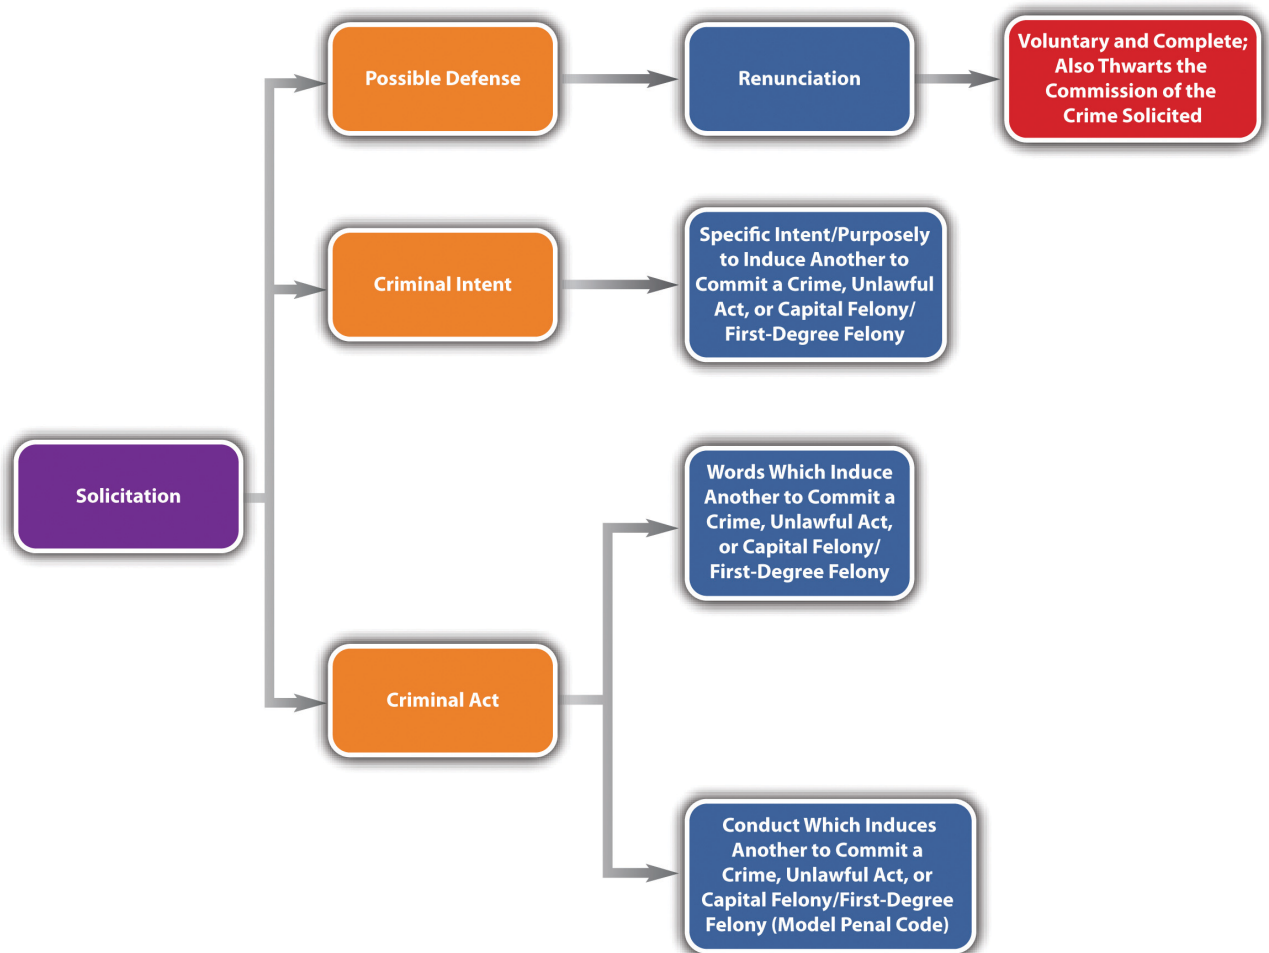 Possible Defense
Renunciation
Voluntary and Complete;
Also Thwarts the
Commission of the
Crime Solicited
Criminal Intent
Specific Intent/Purposely
to Induce Another to
Commit a Crime, Unlawful
Act, or Capital Felony/
First-Degree Felony
Solicitation
Words Which Induce
Another to Commit a
Crime, Unlawful Act,
or Capital Felony/
First-Degree Felony
Criminal Act
Conduct Which Induces
Another to Commit a
Crime, Unlawful Act, or
Capital Felony/First-Degree
Felony (Model Penal Code)